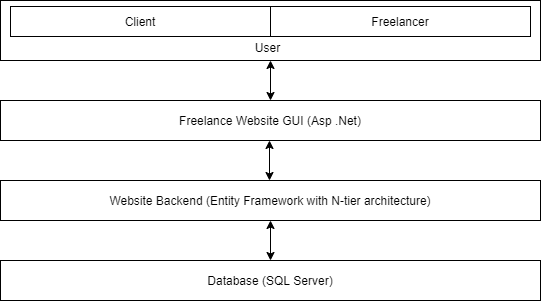 Client
Freelancer
User
Freelance Website GUI (Asp .Net)
Website Backend (Entity Framework with N-tier architecture)
Database (SQL Server)